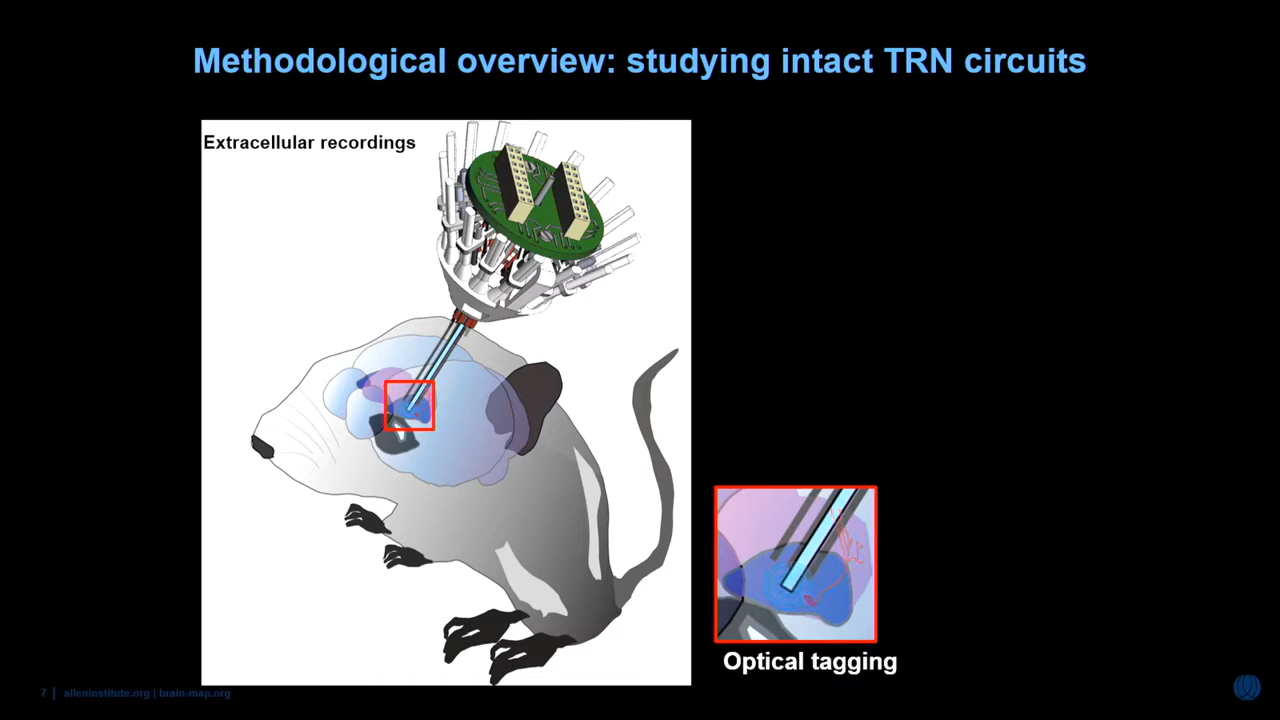 Methodological overview: studying intact TRN circuits
Extracellular recordings
Optical tagging
7 | alleninstitute.org | brain-map.org